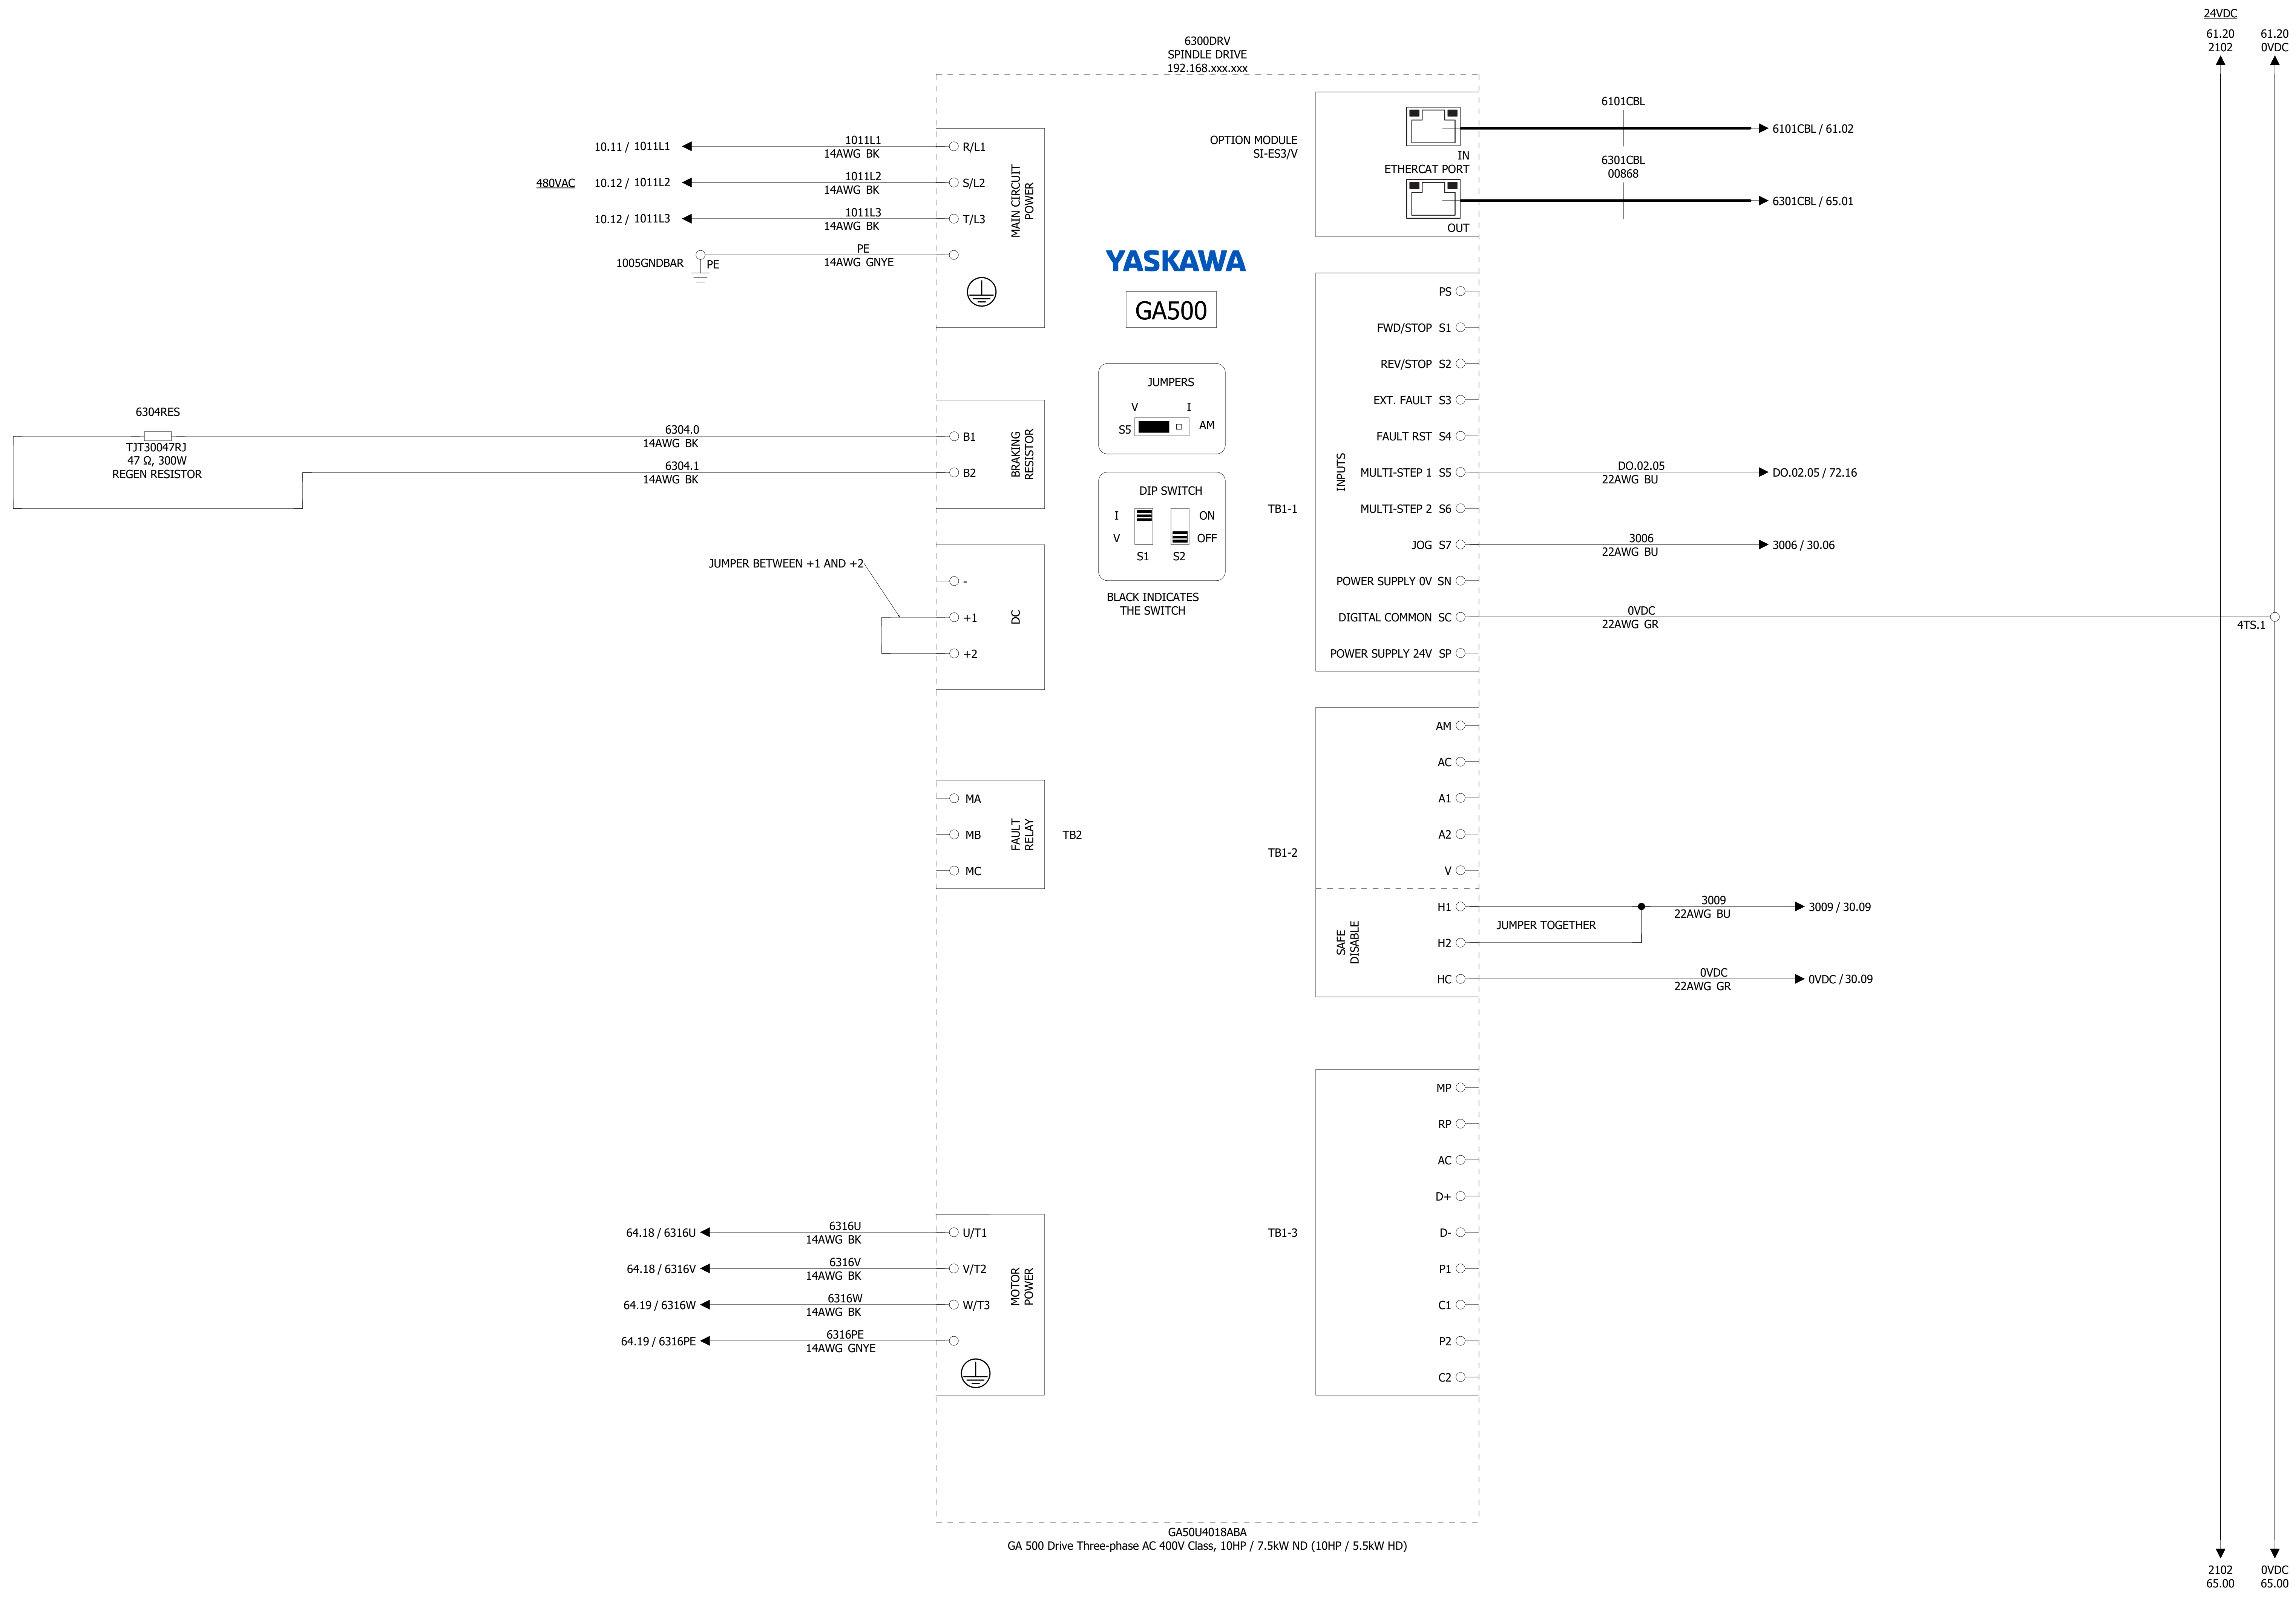 24VDC
61.20
2102
61.20
0VDC
6300DRV
SPINDLE DRIVE
192.168.xxx.xxx
OPTION MODULE
SI-ES3/V
IN
ETHERCAT PORT
OUT
6101CBL
6101CBL / 61.02
6301CBL
00868
6301CBL / 65.01
480VAC
10.11 / 1011L1
1011L1
14AWG BK
R/L1
10.12 / 1011L2
1011L2
14AWG BK
S/L2
10.12 / 1011L3
1011L3
14AWG BK
T/L3
1005GNDBAR
PE
PE
14AWG GNYE
MAIN CIRCUIT
POWER
YASKAWA
GA500
JUMPERS
V I
S5 AM
DIP SWITCH
I ON
V OFF
S1 S2
BLACK INDICATES
THE SWITCH
6304RES
TJT30047RJ
47 Ω, 300W
REGEN RESISTOR
6304.0
14AWG BK
B1
6304.1
14AWG BK
B2
BRAKING
RESISTOR
JUMPER BETWEEN +1 AND +2
-
+1
+2
DC
MA
MB
MC
FAULT
RELAY
TB2
64.18 / 6316U
6316U
14AWG BK
U/T1
64.18 / 6316V
6316V
14AWG BK
V/T2
64.19 / 6316W
6316W
14AWG BK
W/T3
64.19 / 6316PE
6316PE
14AWG GNYE
MOTOR
POWER
TB1-1
INPUTS
PS
FWD/STOP S1
REV/STOP S2
EXT. FAULT S3
FAULT RST S4
MULTI-STEP 1 S5
DO.02.05
22AWG BU
DO.02.05 / 72.16
MULTI-STEP 2 S6
JOG S7
3006
22AWG BU
3006 / 30.06
POWER SUPPLY 0V SN
DIGITAL COMMON SC
0VDC
22AWG GR
4TS.1
POWER SUPPLY 24V SP
TB1-2
AM
AC
A1
A2
V
SAFE
DISABLE
H1
H2
HC
JUMPER TOGETHER
3009
22AWG BU
3009 / 30.09
0VDC
22AWG GR
0VDC / 30.09
TB1-3
MP
RP
AC
D+
D-
P1
C1
P2
C2
GA50U4018ABA
GA 500 Drive Three-phase AC 400V Class, 10HP / 7.5kW ND (10HP / 5.5kW HD)
2102
65.00
0VDC
65.00